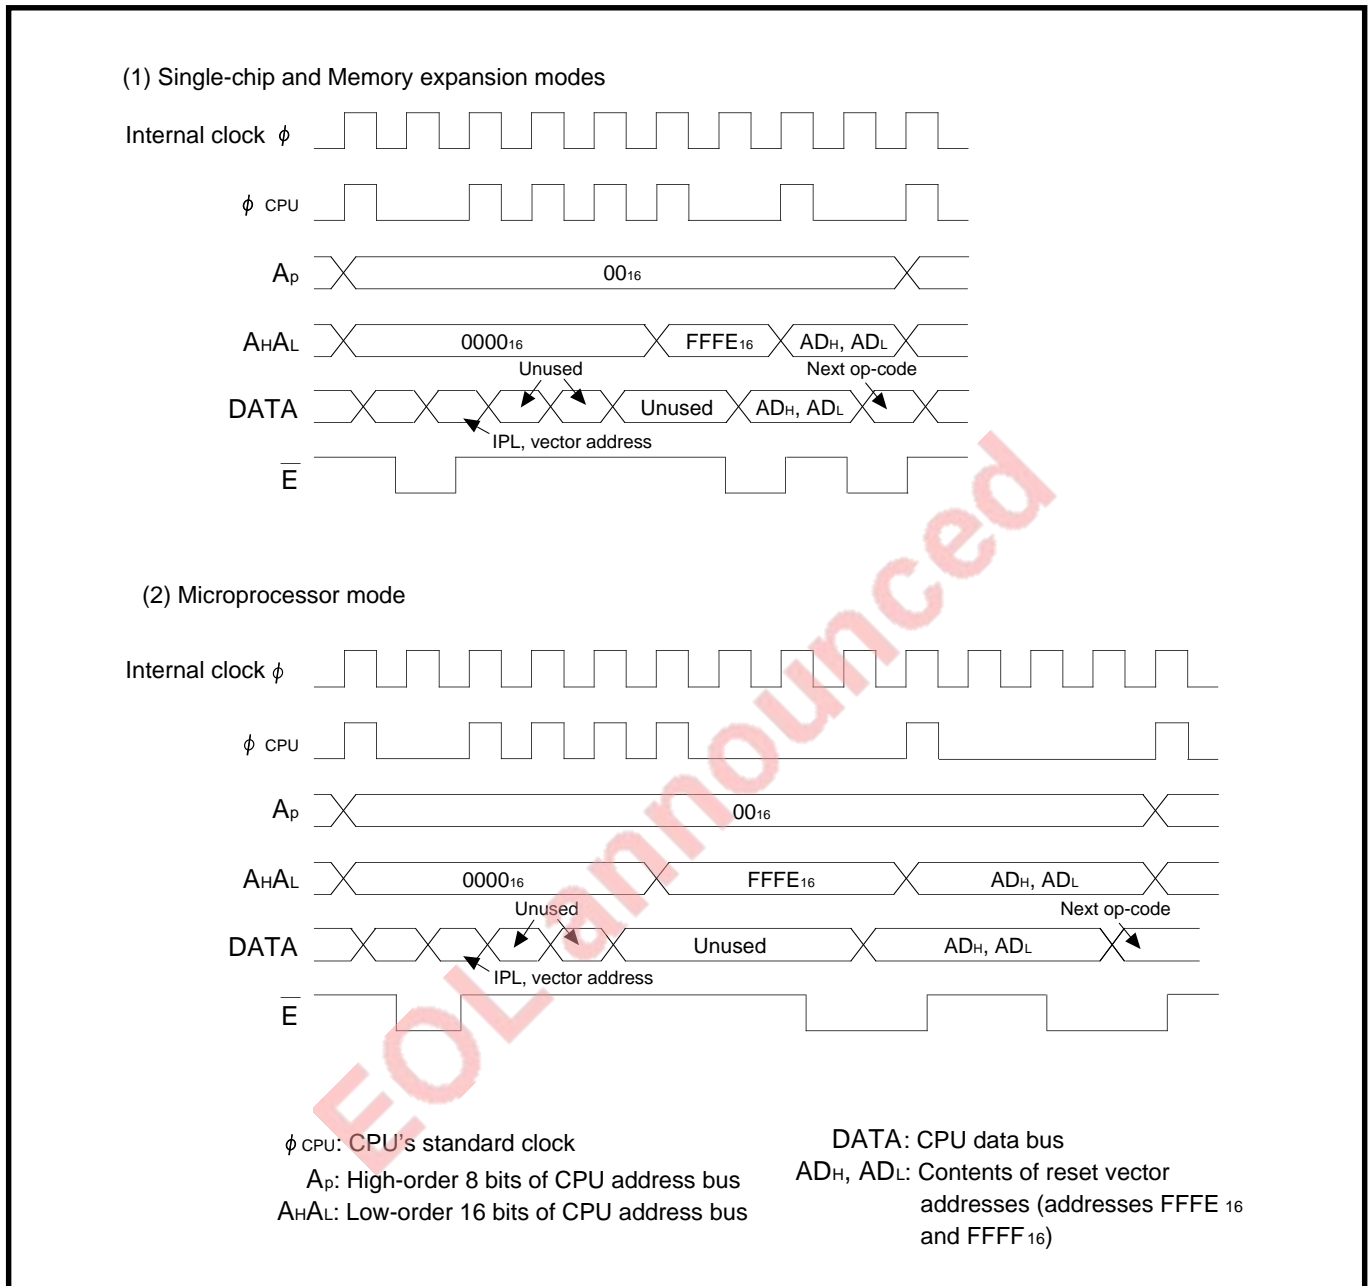 (1) Single-chip and Memory expansion modes
Internal clock ϕ
ϕ CPU
Ap
0016
AHAL
000016
FFFE16
ADH, ADL
Unused
Next op-code
DATA
Unused
ADH, ADL
IPL, vector address
E
(2) Microprocessor mode
Internal clock ϕ
ϕ CPU
Ap
0016
AHAL
000016
FFFE16
ADH, ADL
Unused
Next op-code
DATA
Unused
ADH, ADL
IPL, vector address
E
EOL announced
ϕ CPU: CPU's standard clock
Ap: High-order 8 bits of CPU address bus
AHAL: Low-order 16 bits of CPU address bus
DATA: CPU data bus
ADH, ADL: Contents of reset vector
addresses (addresses FFFE 16
and FFFF16)